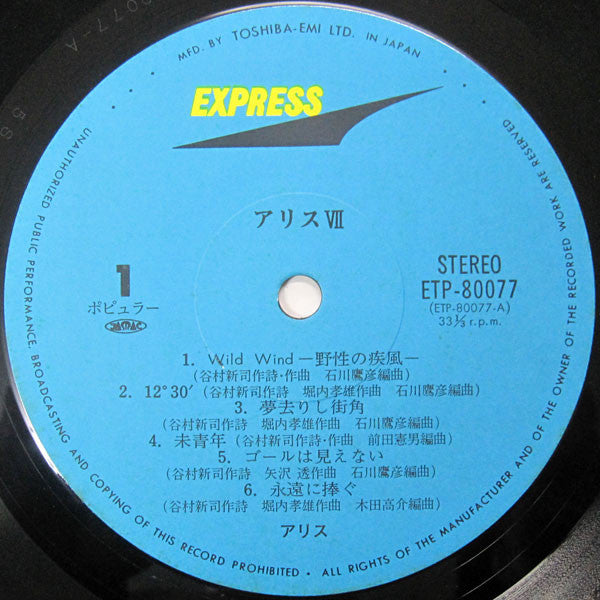 0077-A
MFD. BY TOSHIBA-EMI LTD. IN JAPAN
EXPRESS
アリスⅦ
1
ポピュラー
STEREO
ETP-80077
(ETP-80077-A)
33⅓ r.p.m.
1. Wild Wind －野性の疾風－
(谷村新司作詩・作曲 石川鷹彦編曲)
2. 12°30′ (谷村新司作詩 堀内孝雄作曲 石川鷹彦編曲)
3. 夢去りし街角
(谷村新司作詩 堀内孝雄作曲 石川鷹彦編曲)
4. 未青年 (谷村新司作詩・作曲 前田憲男編曲)
5. ゴールは見えない
(谷村新司作詩 矢沢 透作曲 石川鷹彦編曲)
6. 永遠に捧ぐ
(谷村新司作詩 堀内孝雄作曲 木田高介編曲)
アリス
UNAUTHORIZED PUBLIC PERFORMANCE, BROADCASTING AND COPYING OF THIS RECORD PROHIBITED • ALL RIGHTS OF THE MANUFACTURER AND OF THE OWNER OF THE RECORDED WORK ARE RESERVED